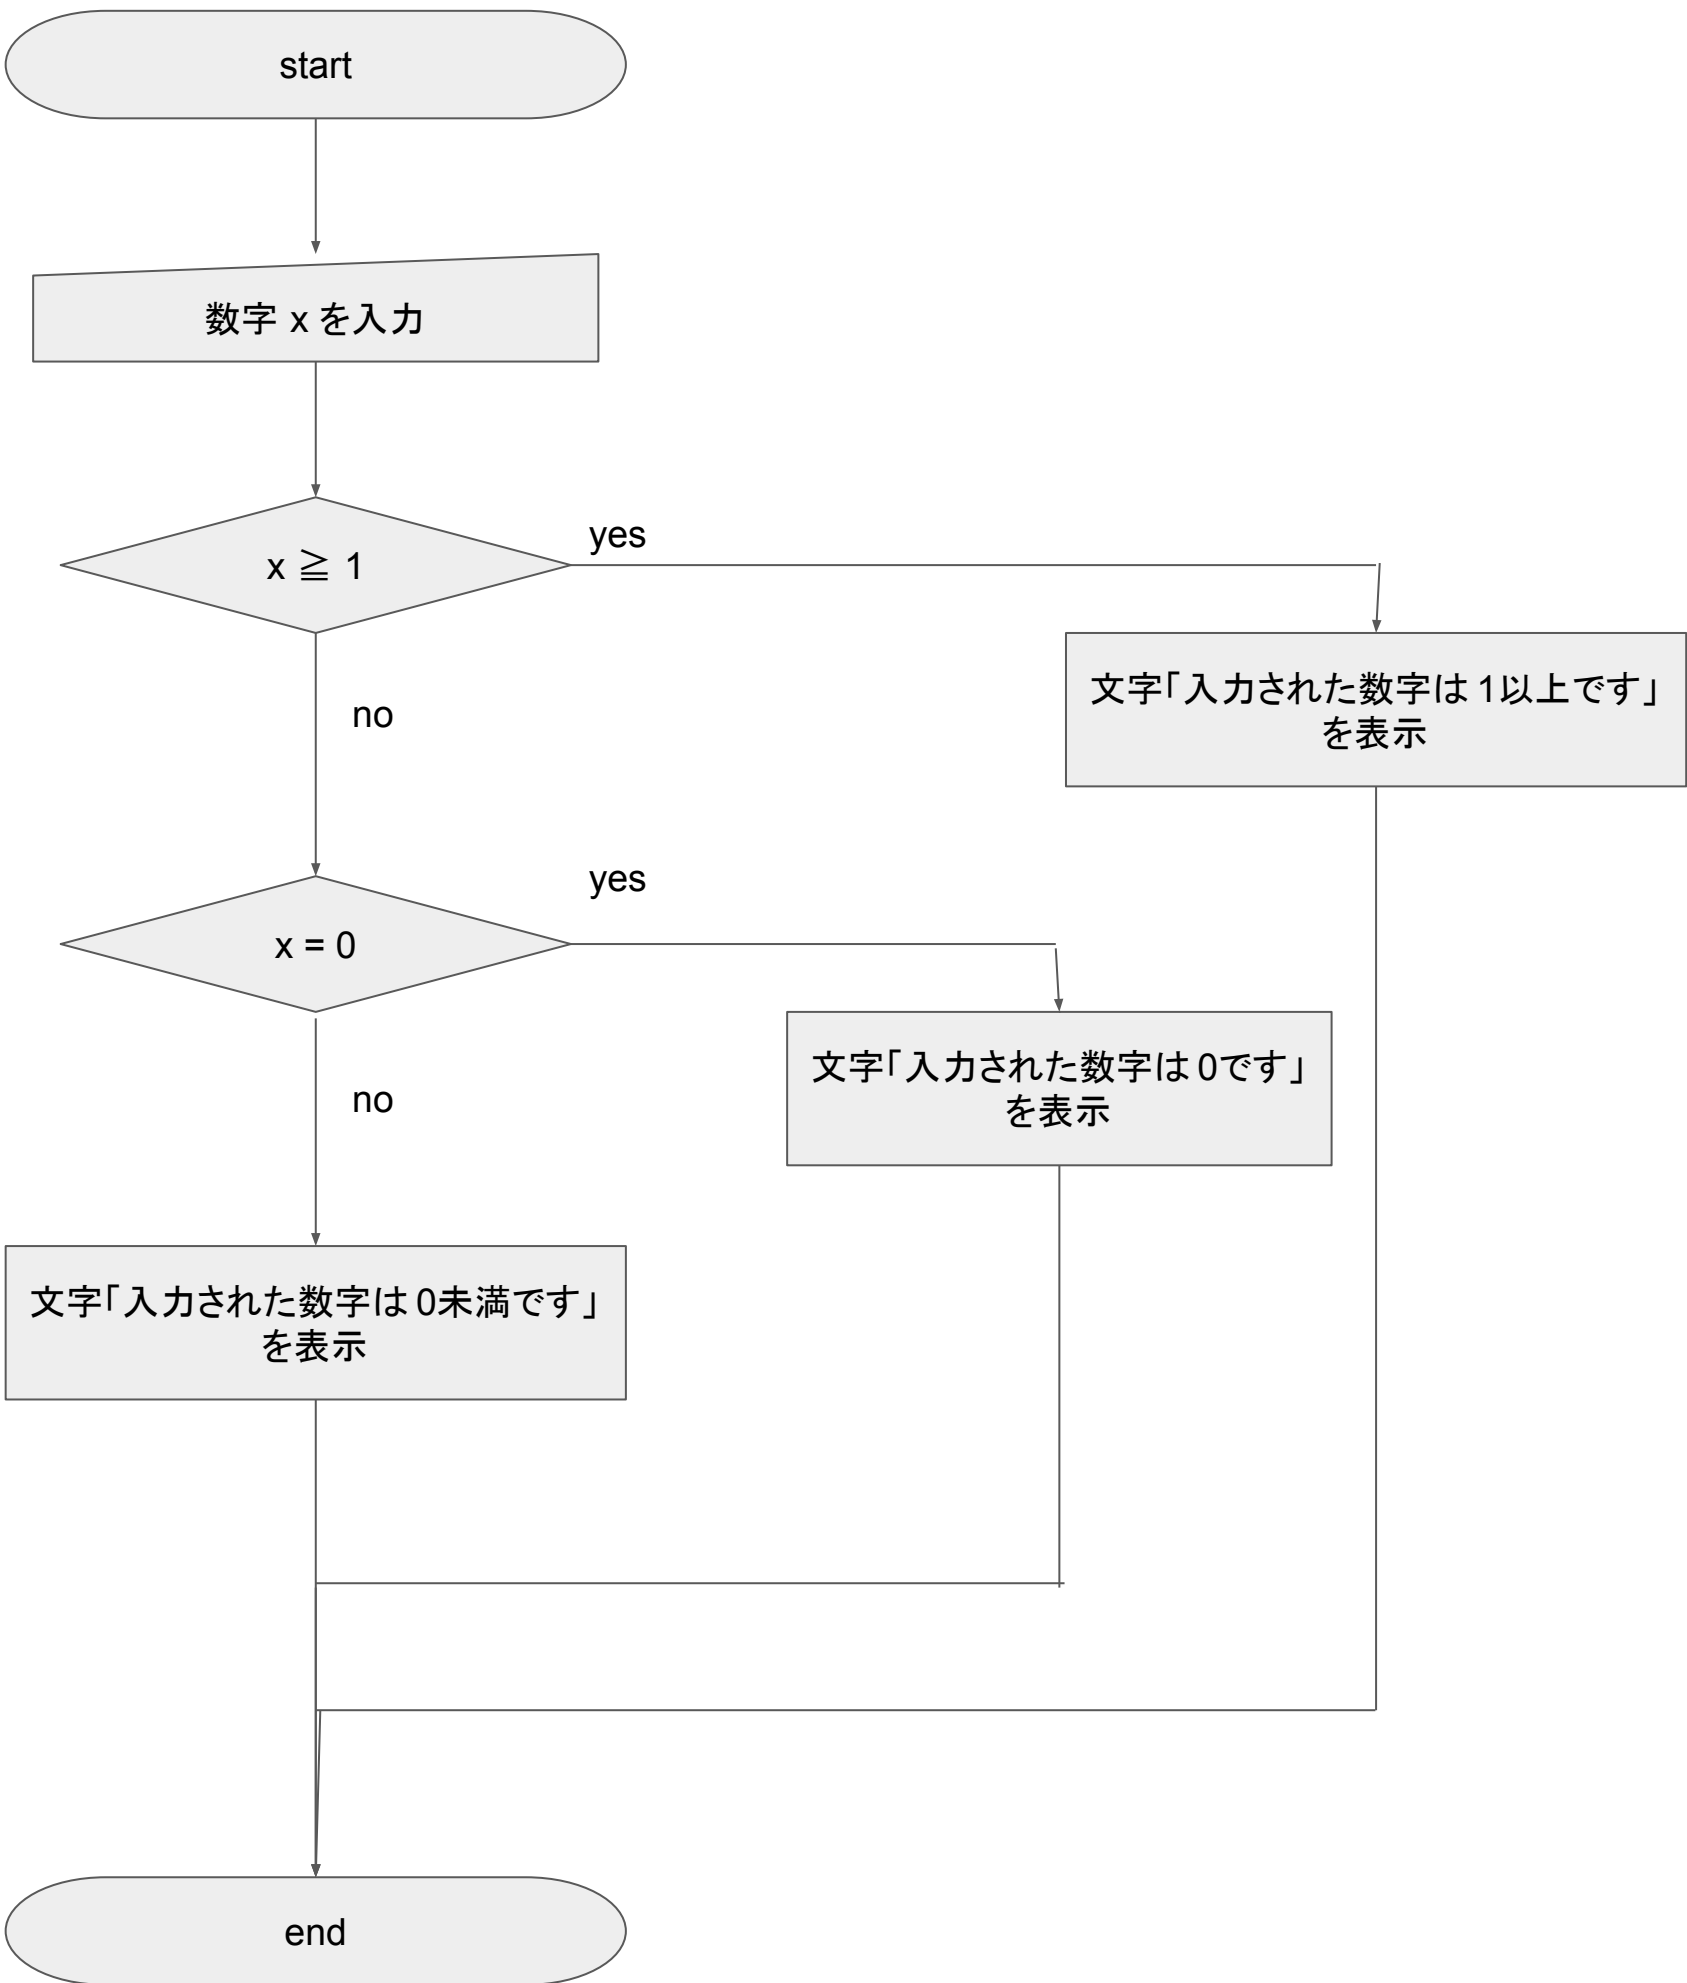 start
数字 x を入力
x ≧ 1
yes
no
文字「入力された数字は 1以上です」
を表示
x = 0
yes
no
文字「入力された数字は 0です」
を表示
文字「入力された数字は 0未満です」
を表示
end